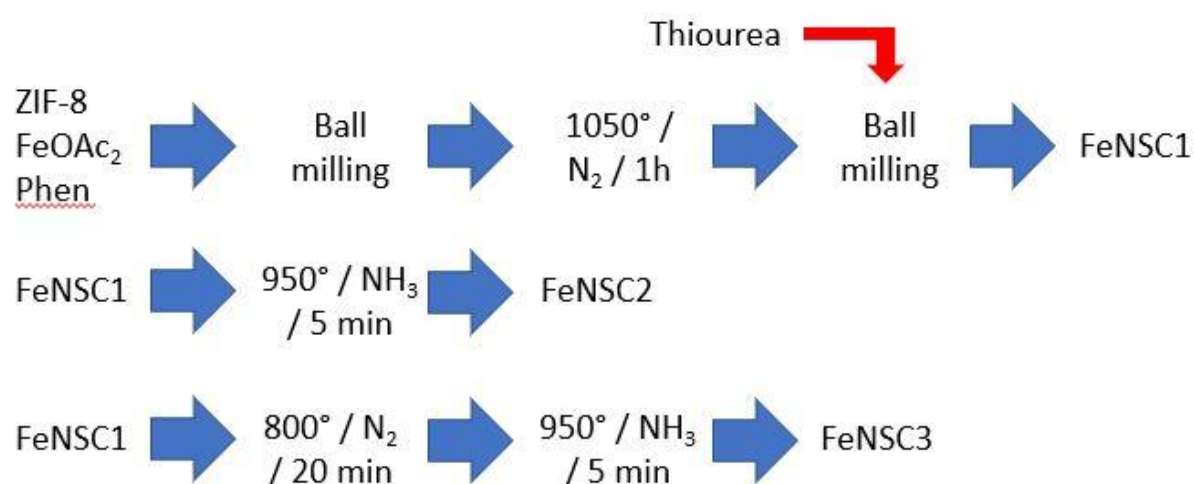 Thiourea
ZIF-8
FeOAc₂
Phen
Ball
milling
1050° /
N₂ / 1h
Ball
milling
FeNSC1
FeNSC1
950° / NH₃
/ 5 min
FeNSC2
FeNSC1
800° / N₂
/ 20 min
950° / NH₃
/ 5 min
FeNSC3